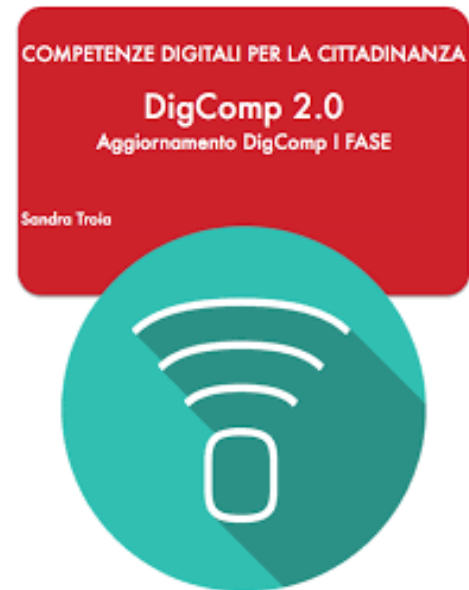 COMPETENZE DIGITALI PER LA CITTADINANZA
DigComp 2.0
Aggiornamento DigComp I FASE
Sandra Troia